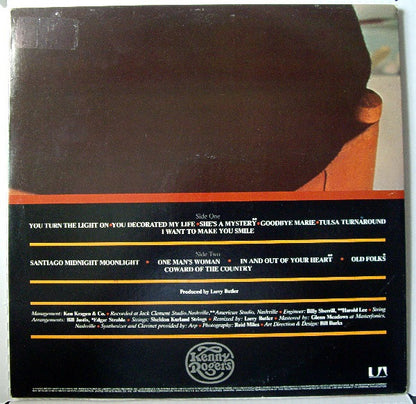 Side One
YOU TURN THE LIGHT ON • YOU DECORATED MY LIFE • SHE'S A MYSTERY** • GOODBYE MARIE • TULSA TURNAROUND
I WANT TO MAKE YOU SMILE
Side Two
SANTIAGO MIDNIGHT MOONLIGHT • ONE MAN'S WOMAN • IN AND OUT OF YOUR HEART** • OLD FOLKS*
COWARD OF THE COUNTRY
Produced by Larry Butler
Management: Ken Kragen & Co. • Recorded at Jack Clement Studio, Nashville, **American Studio, Nashville • Engineer: Billy Sherrill, **Harold Lee • String
Arrangements: Bill Justis, *Edgar Struble • Strings: Sheldon Kurland Strings • Remixed by: Larry Butler • Mastered by: Glenn Meadows at Masterfonics,
Nashville • Synthesizer and Clavinet provided by: Arp • Photography: Reid Miles • Art Direction & Design: Bill Burks
Kenny
Rogers